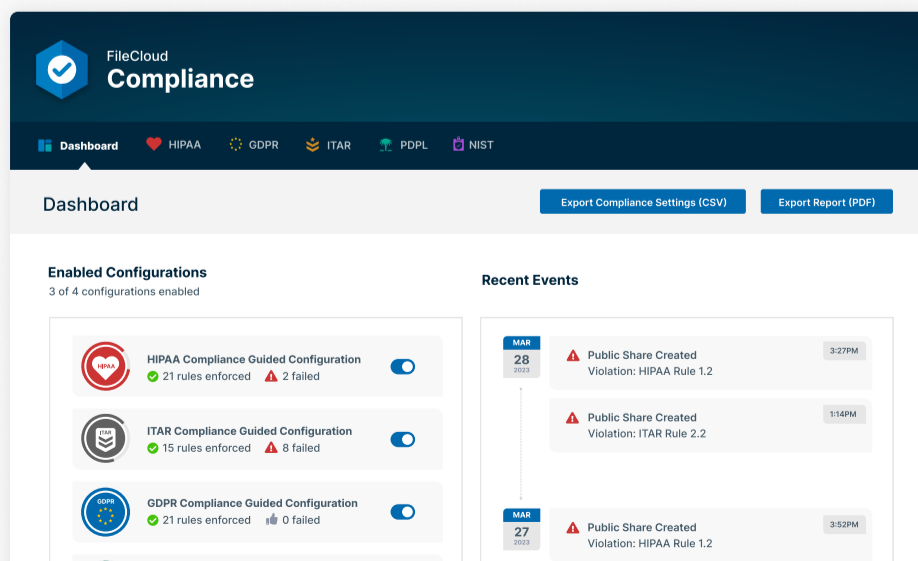 FileCloud
Compliance
Dashboard
HIPAA
GDPR
ITAR
PDPL
NIST
Dashboard
Export Compliance Settings (CSV)
Export Report (PDF)
Enabled Configurations
3 of 4 configurations enabled
HIPAA
HIPAA Compliance Guided Configuration
21 rules enforced
2 failed
ITAR
ITAR Compliance Guided Configuration
15 rules enforced
8 failed
GDPR
GDPR Compliance Guided Configuration
21 rules enforced
0 failed
Recent Events
MAR
28
2023
Public Share Created
3:27PM
Violation: HIPAA Rule 1.2
Public Share Created
1:14PM
Violation: ITAR Rule 2.2
MAR
27
2023
Public Share Created
3:52PM
Violation: HIPAA Rule 1.2